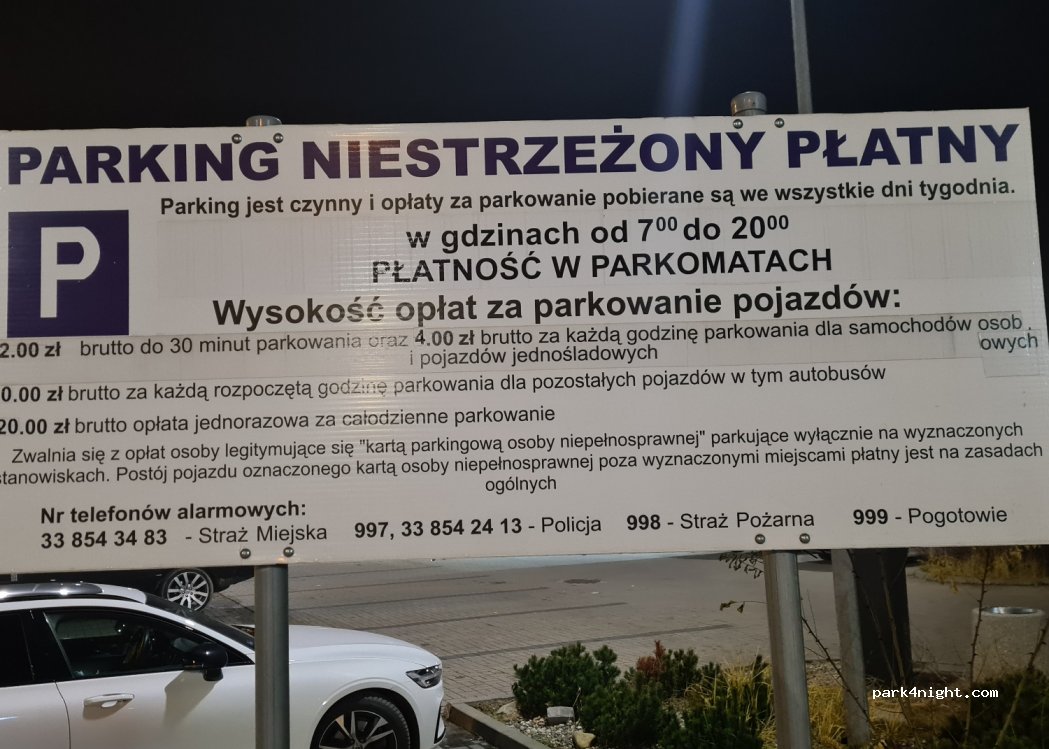 PARKING NIESTRZEŻONY PŁATNY
Parking jest czynny i opłaty za parkowanie pobierane są we wszystkie dni tygodnia.
P
w gdzinach od 7⁰⁰ do 20⁰⁰
PŁATNOŚĆ W PARKOMATACH
Wysokość opłat za parkowanie pojazdów:
2.00 zł brutto do 30 minut parkowania oraz 4.00 zł brutto za każdą godzinę parkowania dla samochodów osobowych
i pojazdów jednośladowych
0.00 zł brutto za każdą rozpoczętą godzinę parkowania dla pozostałych pojazdów w tym autobusów
20.00 zł brutto opłata jednorazowa za całodzienne parkowanie
Zwalnia się z opłat osoby legitymujące się "kartą parkingową osoby niepełnosprawnej" parkujące wyłącznie na wyznaczonych
stanowiskach. Postój pojazdu oznaczonego kartą osoby niepełnosprawnej poza wyznaczonymi miejscami płatny jest na zasadach
ogólnych
Nr telefonów alarmowych:
33 854 34 83 - Straż Miejska 997, 33 854 24 13 - Policja 998 - Straż Pożarna 999 - Pogotowie
park4night.com